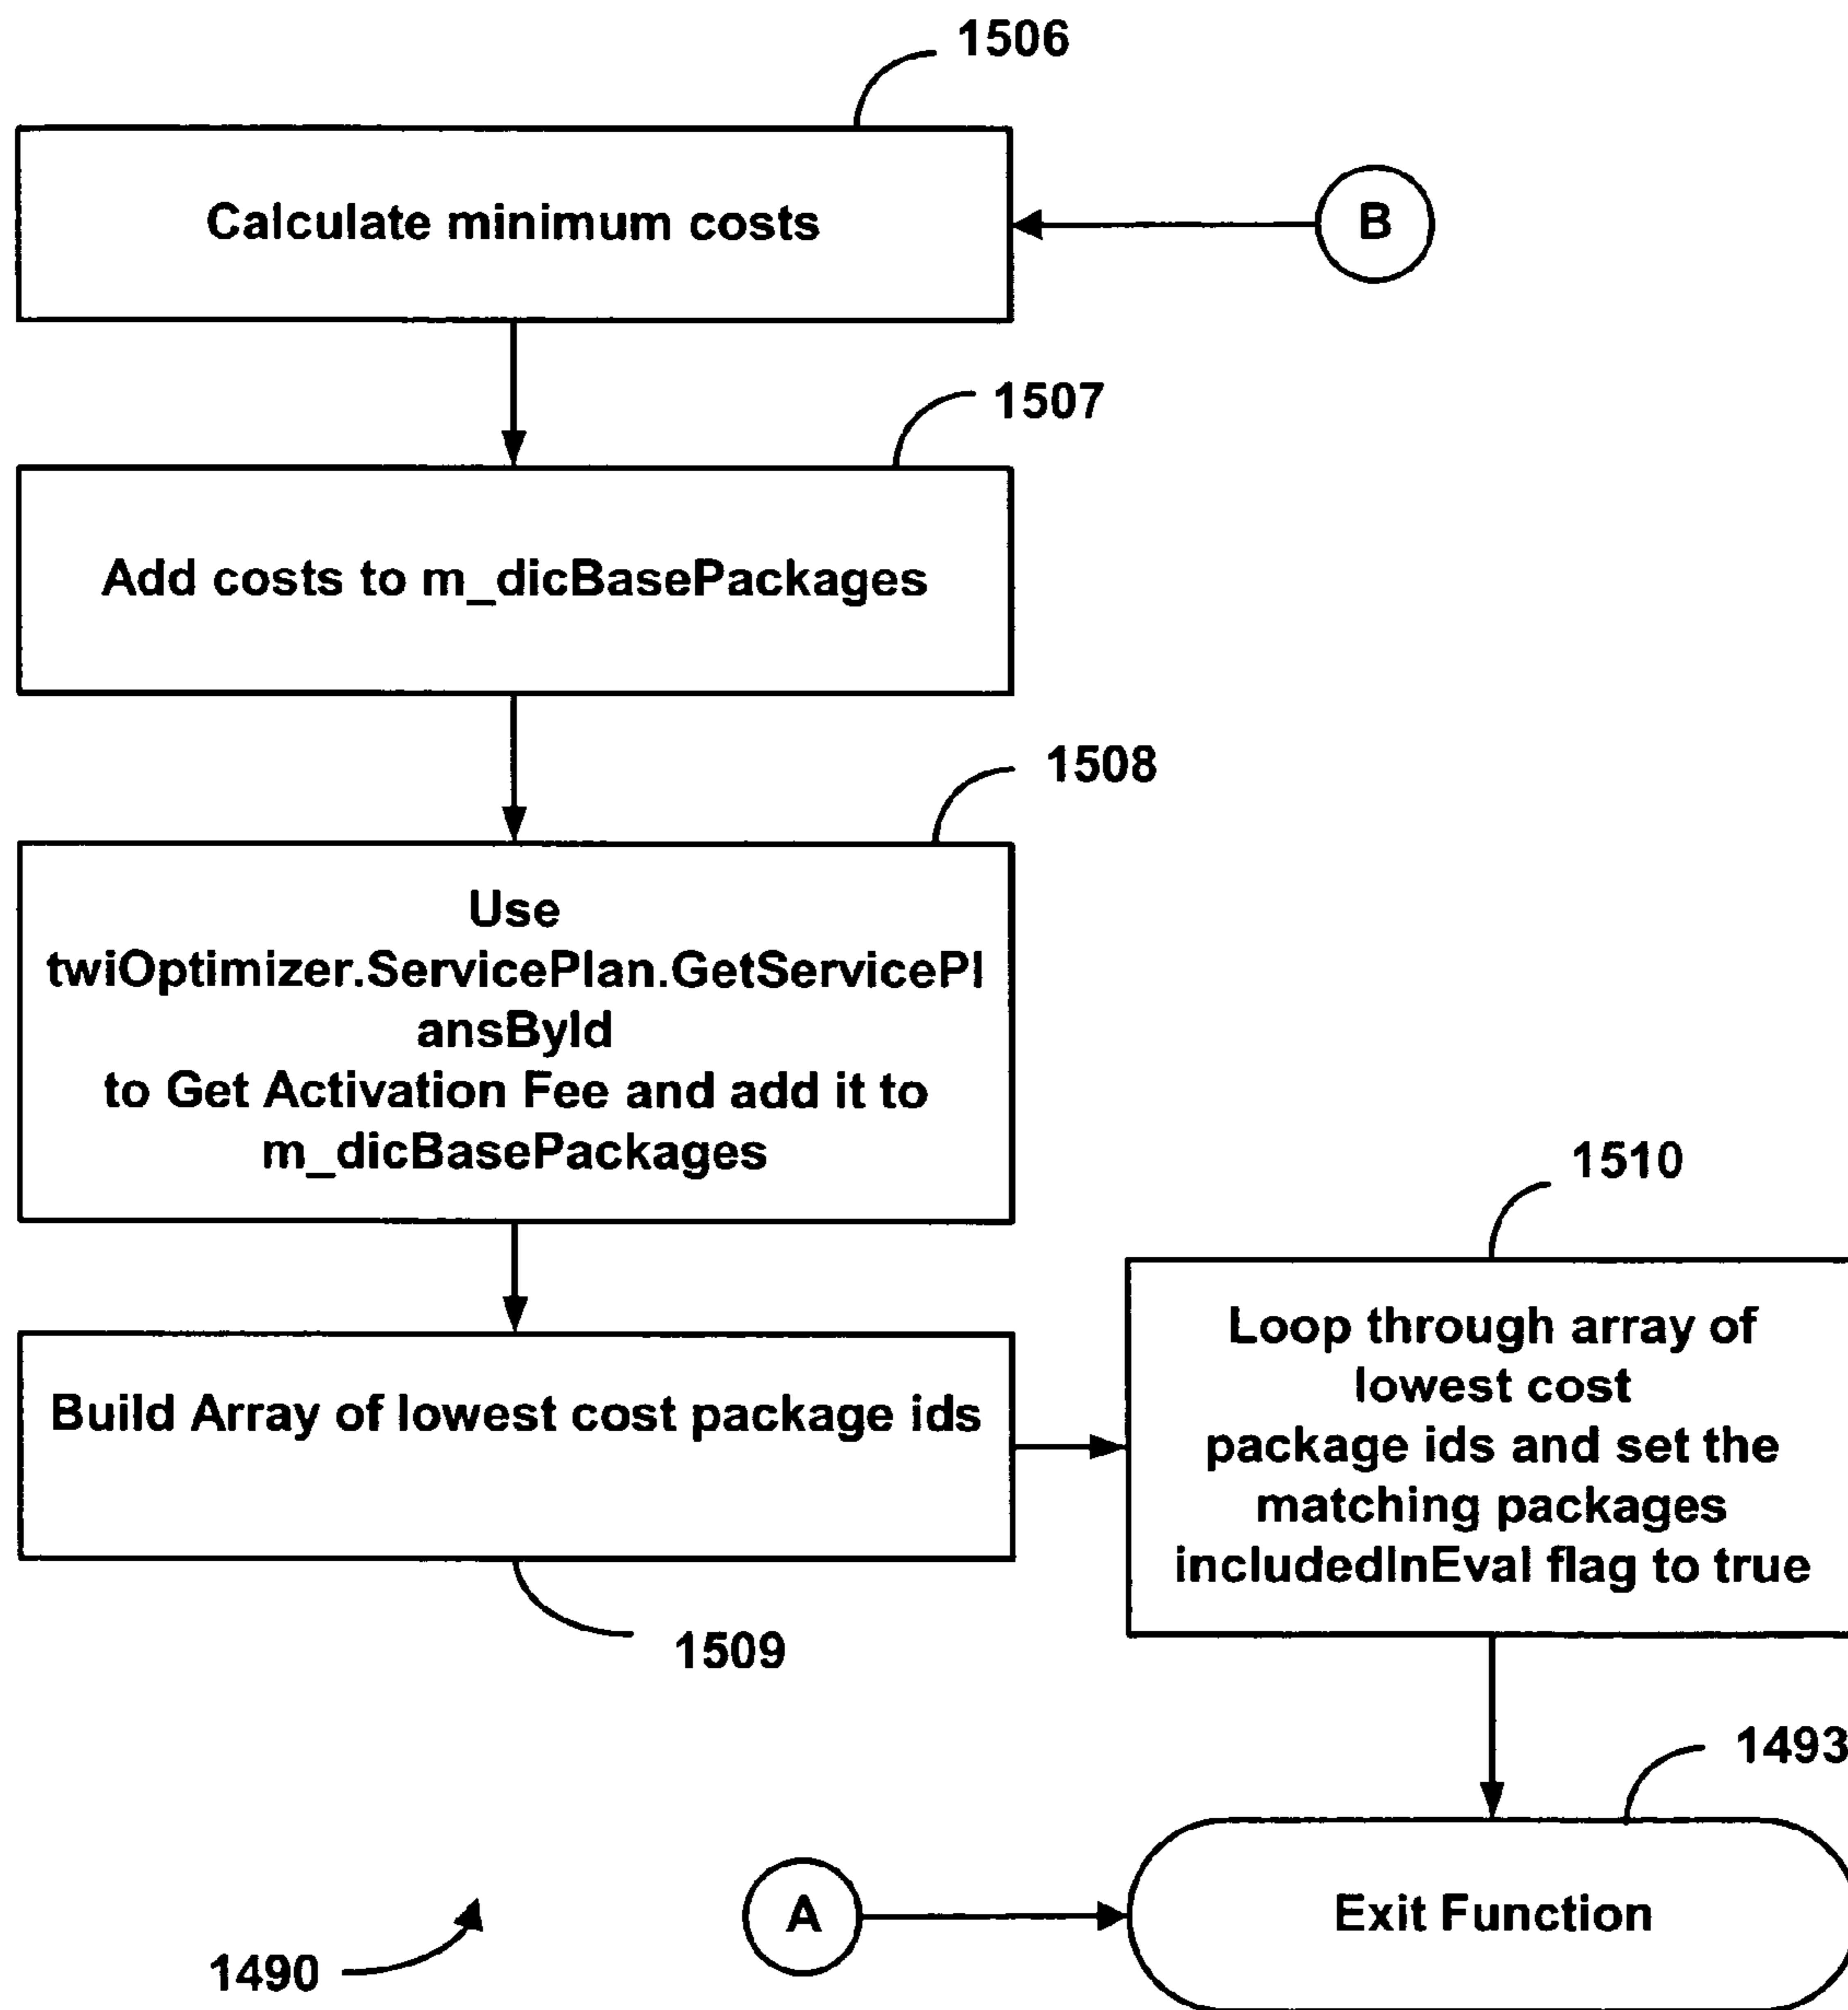 1506
Calculate minimum costs
B
1507
Add costs to m_dicBasePackages
1508
Use
twiOptimizer.ServicePlan.GetServicePl
ansById
to Get Activation Fee and add it to
m_dicBasePackages
1510
Build Array of lowest cost package ids
1509
Loop through array of
lowest cost
package ids and set the
matching packages
includedInEval flag to true
1493
A
Exit Function
1490